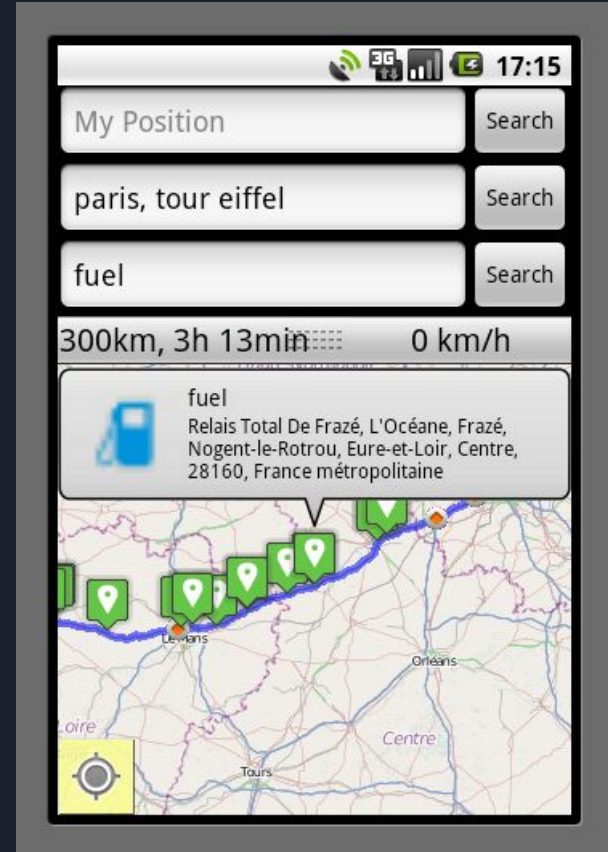 3G 17:15
My Position Search
paris, tour eiffel Search
fuel Search
300km, 3h 13min 0 km/h
fuel
Relais Total De Frazé, L'Océane, Frazé,
Nogent-le-Rotrou, Eure-et-Loir, Centre,
28160, France métropolitaine
Le Mans
Orléans
Loire
Centre
Tours